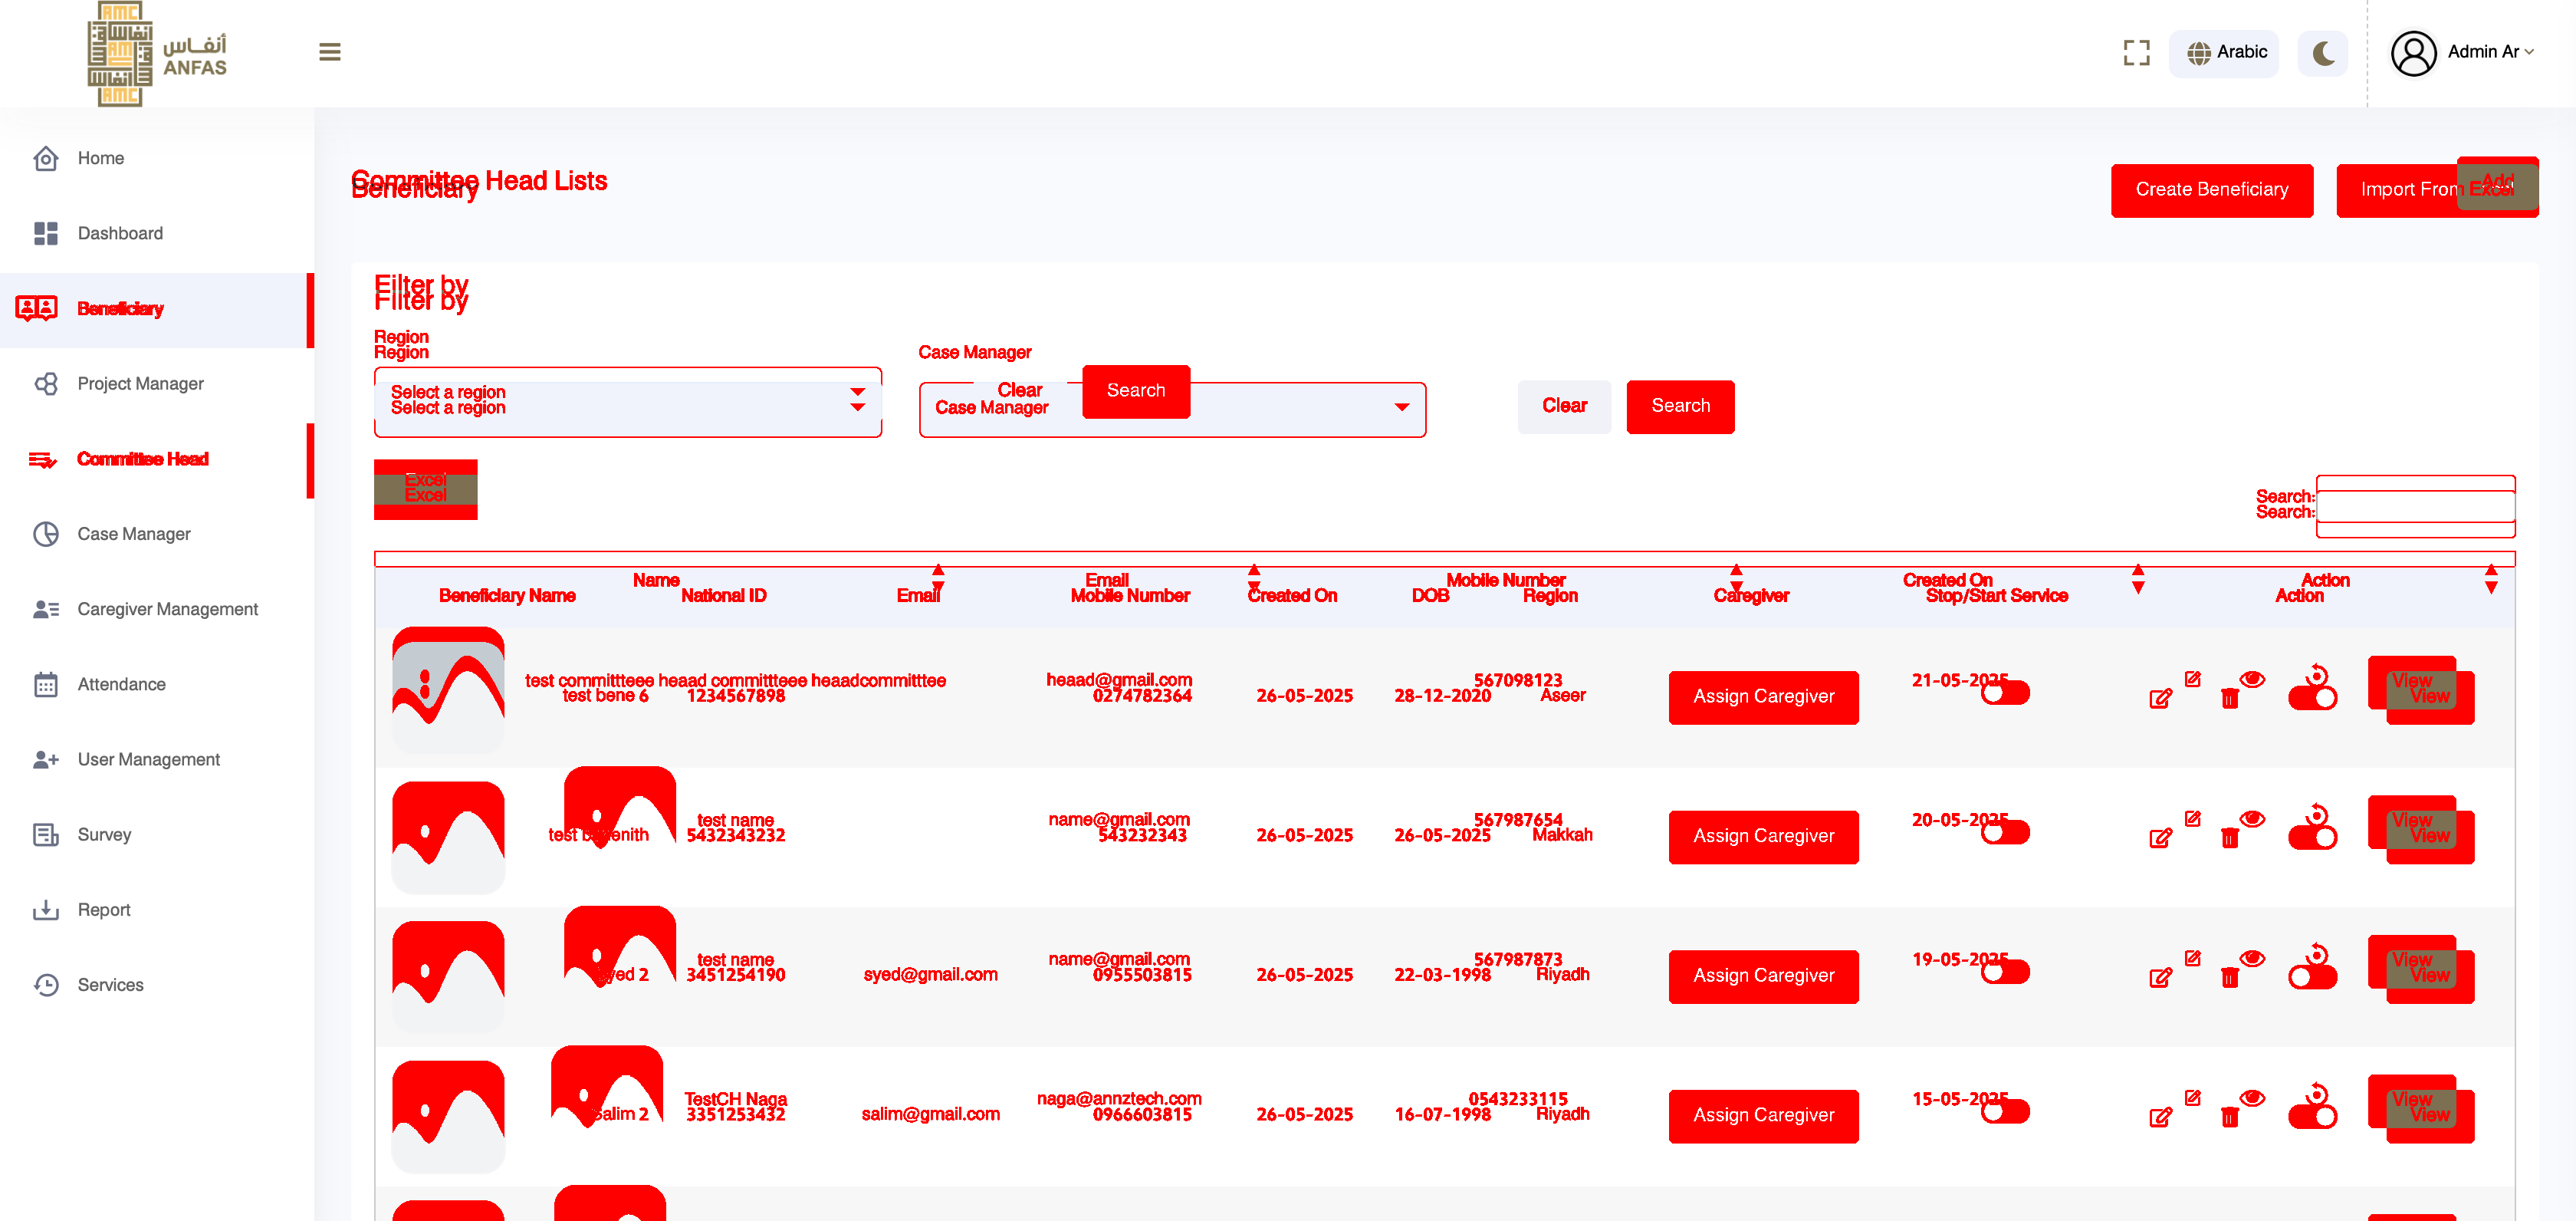 AMC
أنفاس
ANFAS
AMC
Arabic
Admin Ar
Home
Dashboard
Beneficiary
Project Manager
Committee Head
Case Manager
Caregiver Management
Attendance
User Management
Survey
Report
Services
Committee Head Lists
Beneficiary
Create Beneficiary
Import From Excel
Add
Filter by
Filter by
Region
Region
Case Manager
Select a region
Select a region
Clear
Search
Case Manager
Clear
Search
Excel
Excel
Search:
Search:
Name Email Mobile Number Created On Action
Beneficiary Name National ID Email Mobile Number Created On DOB Region Caregiver Stop/Start Service Action
test committeee heaad committeee heaadcommitttee heaad@gmail.com 567098123 21-05-2025 View
test bene 6 1234567898 0274782364 26-05-2025 28-12-2020 Aseer Assign Caregiver View
test name name@gmail.com 567987654 20-05-2025 View
test 5432343232 543232343 26-05-2025 26-05-2025 Makkah Assign Caregiver View
test name name@gmail.com 567987873 19-05-2025 View
2 3451254190 syed@gmail.com 0955503815 26-05-2025 22-03-1998 Riyadh Assign Caregiver View
TestCH Naga naga@annztech.com 0543233115 15-05-2025 View
Salim 2 3351253432 salim@gmail.com 0966603815 26-05-2025 16-07-1998 Riyadh Assign Caregiver View